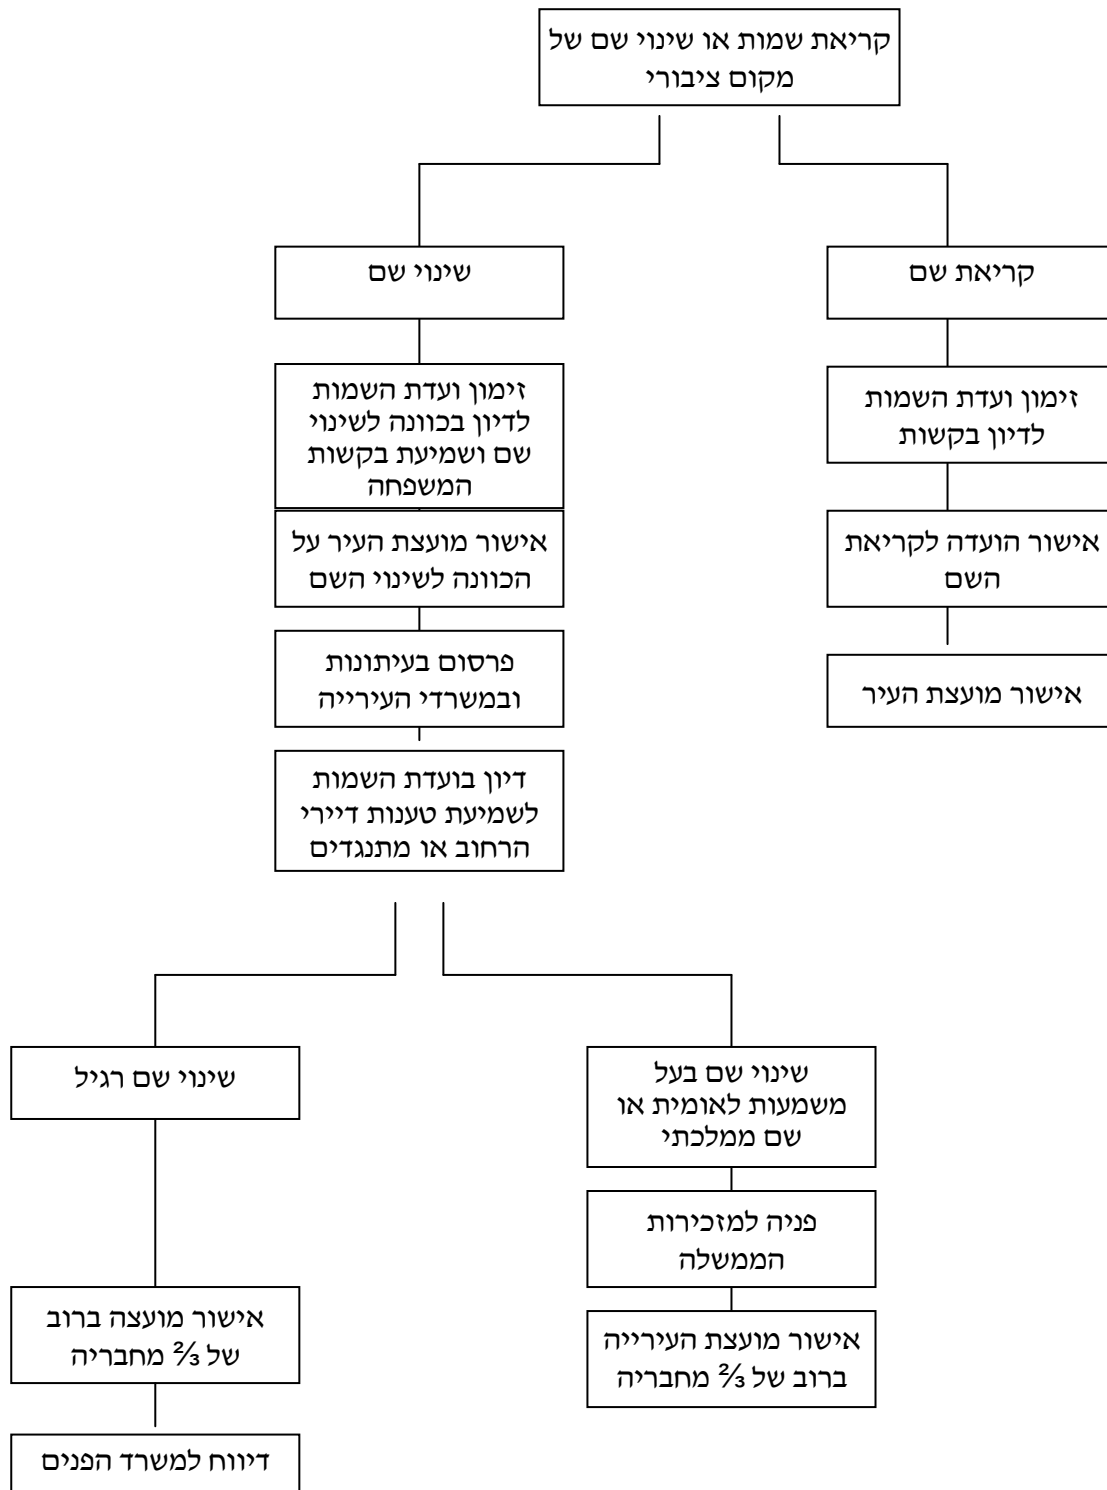 קריאת שמות או שינוי שם של
מקום ציבורי
קריאת שם
זימון ועדת השמות
לדיון בקשות
אישור הועדה לקריאת
השם
אישור מועצת העיר
שינוי שם
זימון ועדת השמות
לדיון בכוונה לשינוי
שם ושמיעת בקשות
המשפחה
אישור מועצת העיר על
הכוונה לשינוי השם
פרסום בעיתונות
ובמשרדי העירייה
דיון בועדת השמות
לשמיעת טענות דיירי
הרחוב או מתנגדים
שינוי שם בעל
משמעות לאומית או
שם ממלכתי
פניה למזכירות
הממשלה
אישור מועצת העירייה
ברוב של ⅔ מחבריה
שינוי שם רגיל
אישור מועצה ברוב
של ⅔ מחבריה
דיווח למשרד הפנים